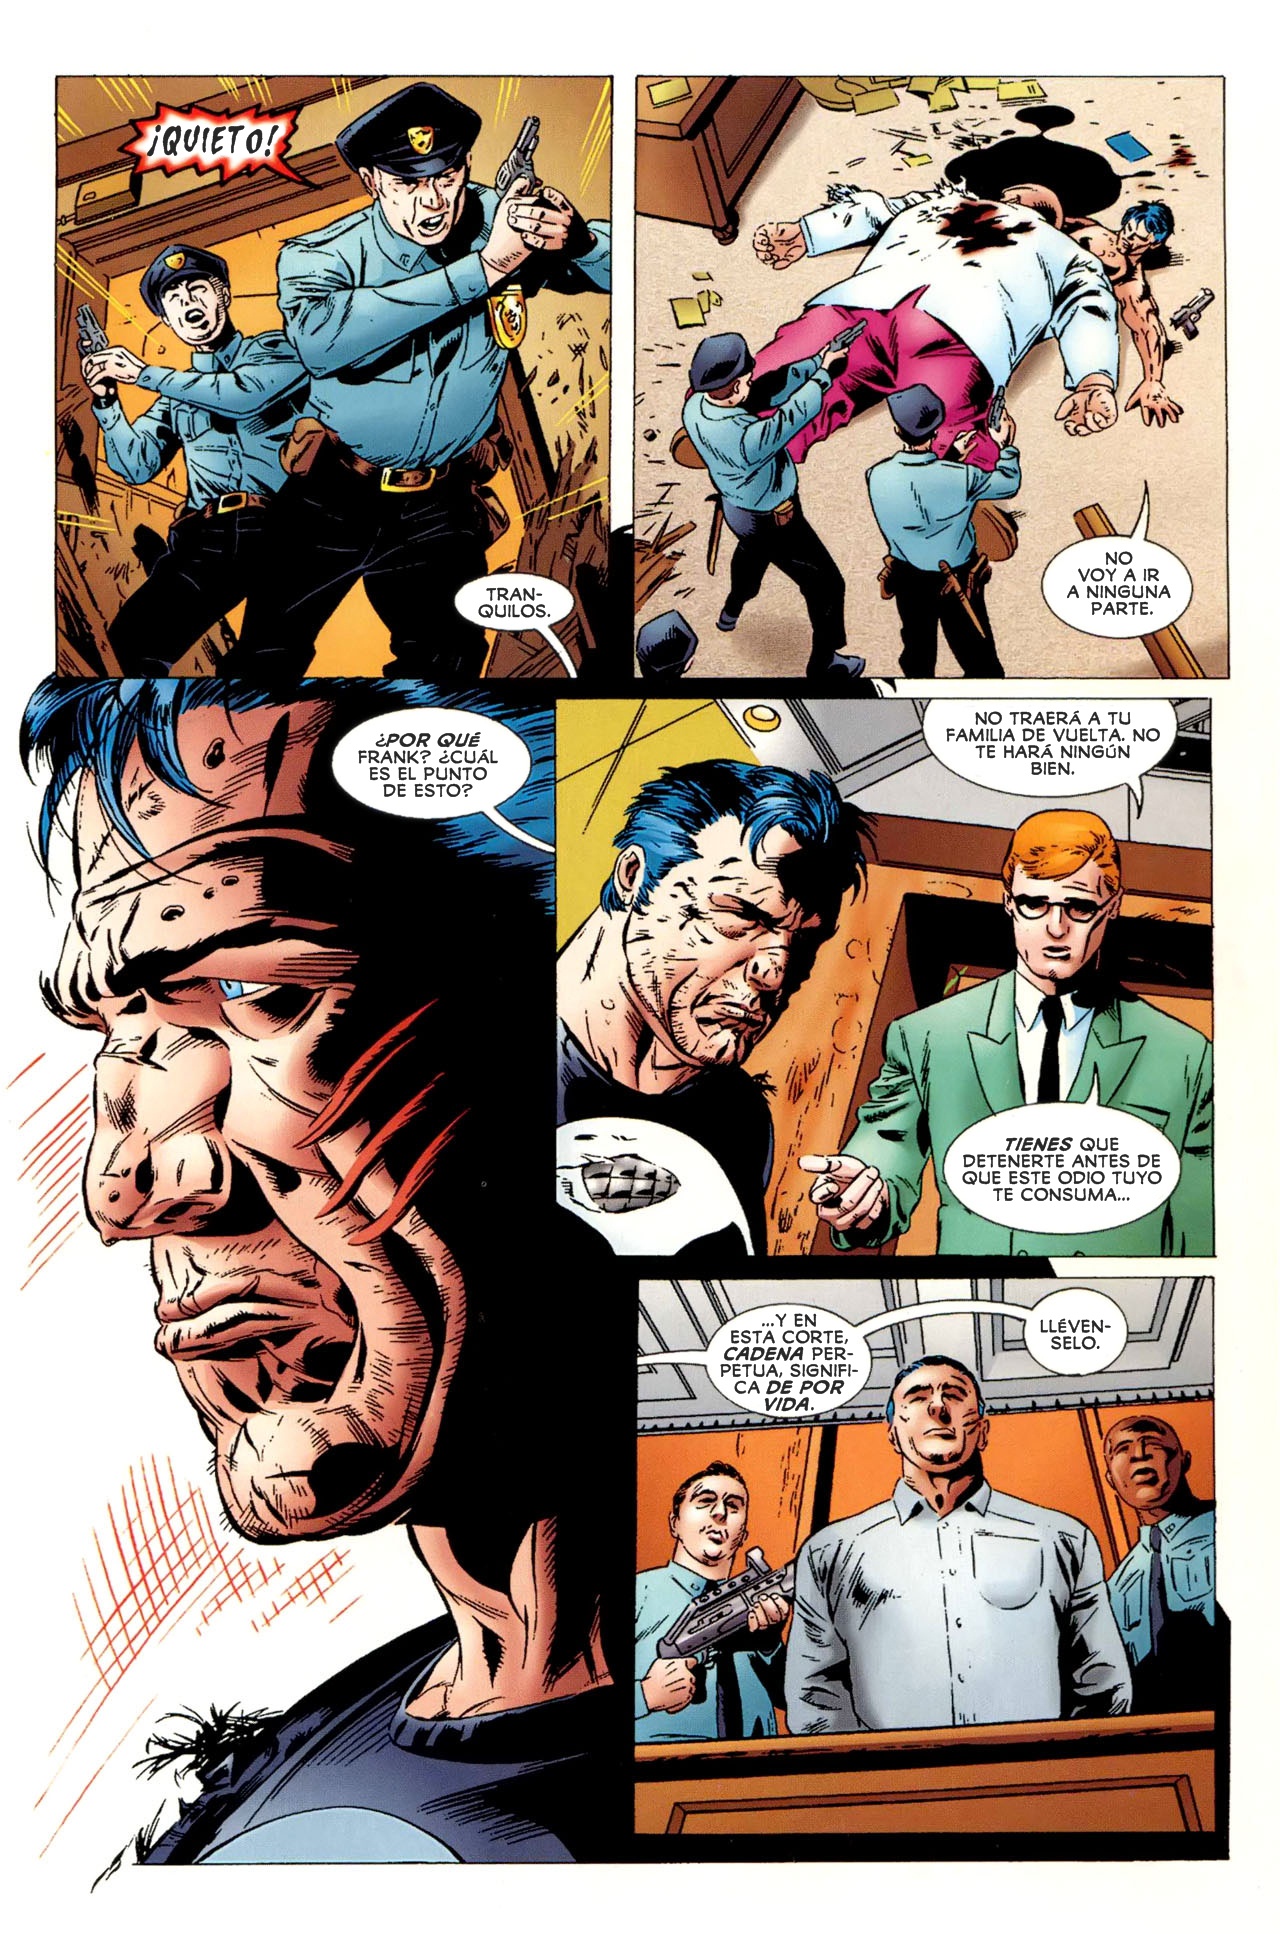 ¡QUIETO!
TRAN-
QUILOS.
NO
VOY A IR
A NINGUNA
PARTE.
¿POR QUÉ
FRANK? ¿CUÁL
ES EL PUNTO
DE ESTO?
NO TRAERÁ A TU
FAMILIA DE VUELTA. NO
TE HARÁ NINGÚN
BIEN.
TIENES QUE
DETENERTE ANTES DE
QUE ESTE ODIO TUYO
TE CONSUMA...
...Y EN
ESTA CORTE,
CADENA PER-
PETUA, SIGNIFI-
CA DE POR
VIDA.
LLÉVEN-
SELO.